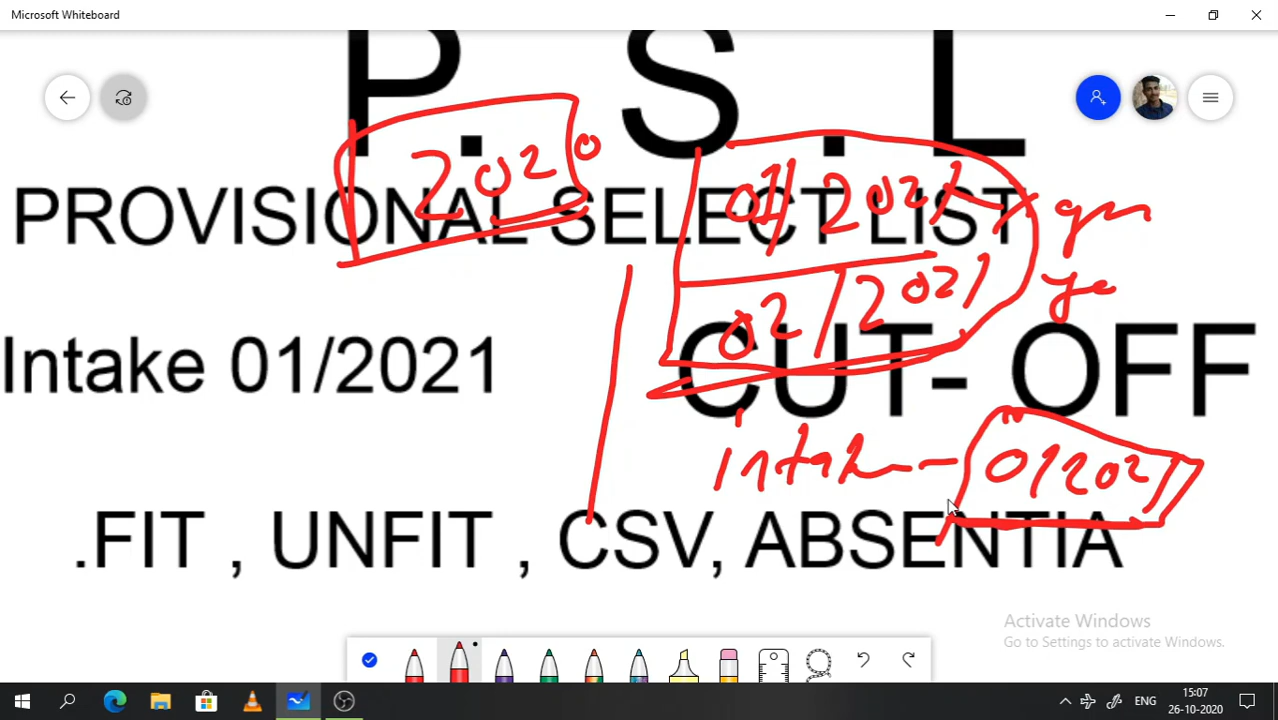 Microsoft Whiteboard
P. S . L
2020
01/2021
PROVISIONAL SELECT LIST
02/2021
Intake 01/2021
CUT- OFF
intake - 01/2021
.FIT , UNFIT , CSV, ABSENTIA
Activate Windows
Go to Settings to activate Windows.
ENG
15:07
26-10-2020